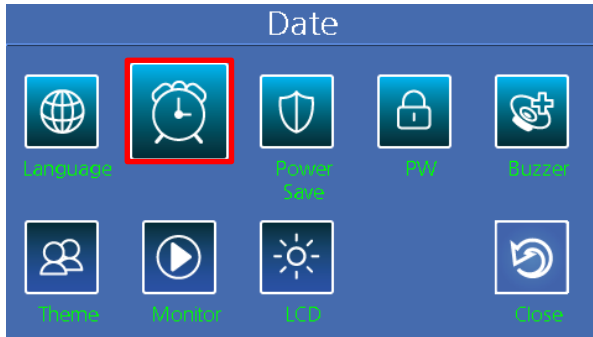 Date
Language
Power
Save
PW
Buzzer
Theme
Monitor
LCD
Close